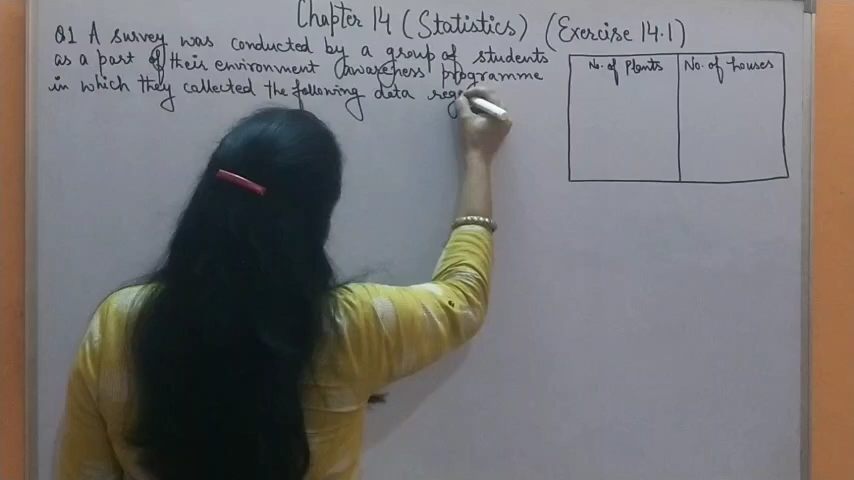 Chapter 14 (Statistics) (Exercise 14.1)
Q1 A survey was conducted by a group of students
as a part of their environment awareness programme
in which they collected the following data reg
No. of Plants No. of houses